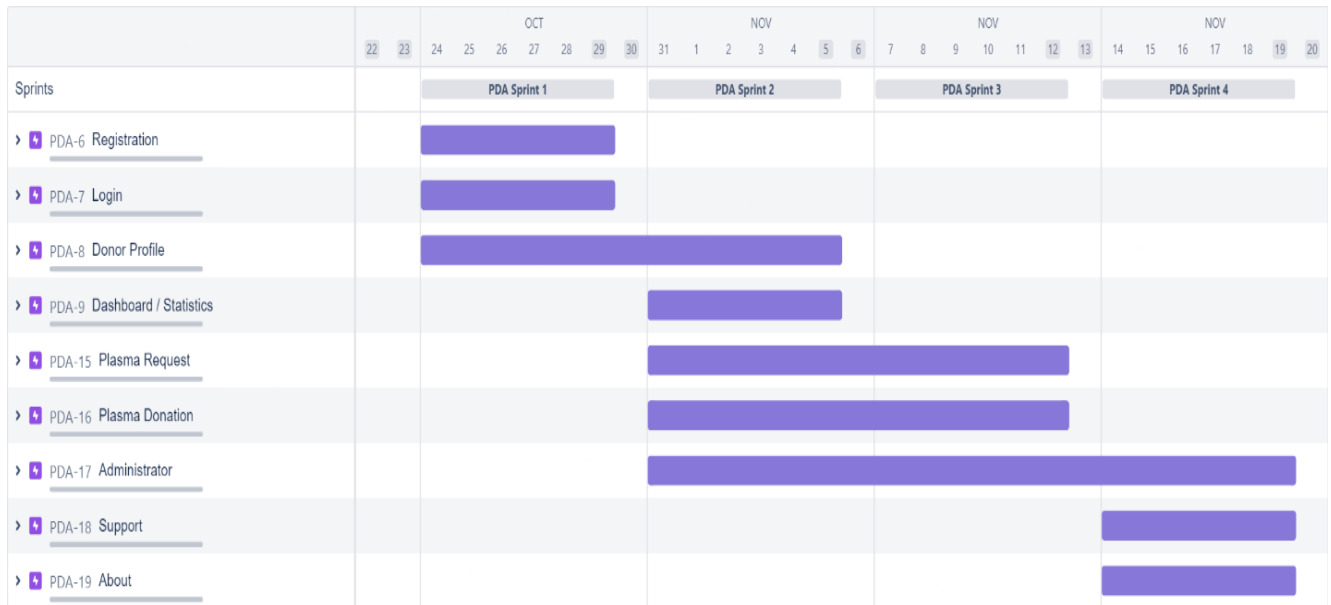 OCT NOV NOV NOV
22 23 24 25 26 27 28 29 30 31 1 2 3 4 5 6 7 8 9 10 11 12 13 14 15 16 17 18 19 20
Sprints PDA Sprint 1 PDA Sprint 2 PDA Sprint 3 PDA Sprint 4
PDA-6 Registration
PDA-7 Login
PDA-8 Donor Profile
PDA-9 Dashboard / Statistics
PDA-15 Plasma Request
PDA-16 Plasma Donation
PDA-17 Administrator
PDA-18 Support
PDA-19 About